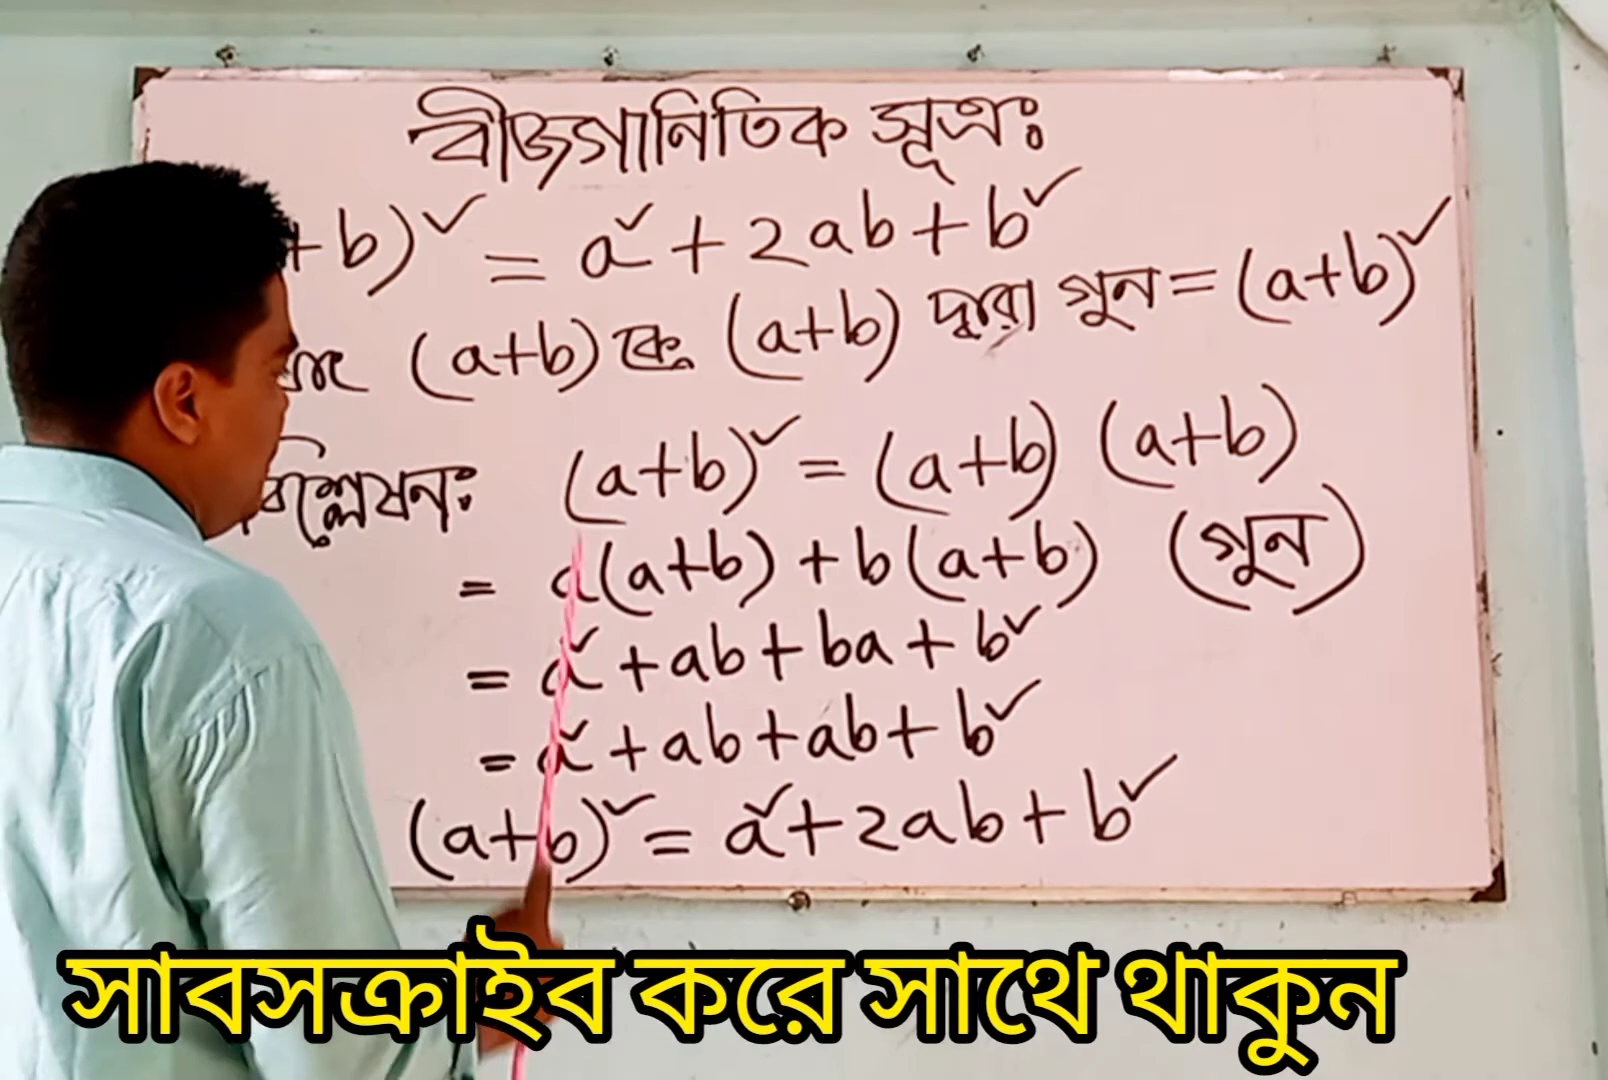 বীজগানিতিক সূত্রঃ
+ b)² = a² + 2ab + b²
(a+b) কে (a+b) দ্বারা গুন = (a+b)²
বিশ্লেষনঃ (a+b)² = (a+b) (a+b)
= a(a+b) + b(a+b) (গুন)
= a² + ab + ba + b²
= a² + ab + ab + b²
(a+b)² = a² + 2ab + b²
সাবসক্রাইব করে সাথে থাকুন